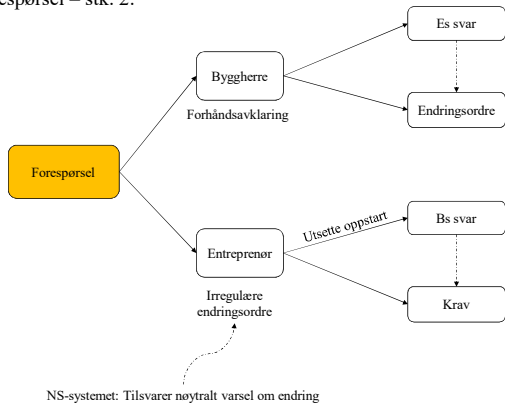 espørsel – stk. 2:
Es svar
Byggherre
Forhåndsavklaring
Endringsordre
Forespørsel
Utsette oppstart
Bs svar
Entreprenør
Irregulære
endringsordre
Krav
NS-systemet: Tilsvarer nøytralt varsel om endring